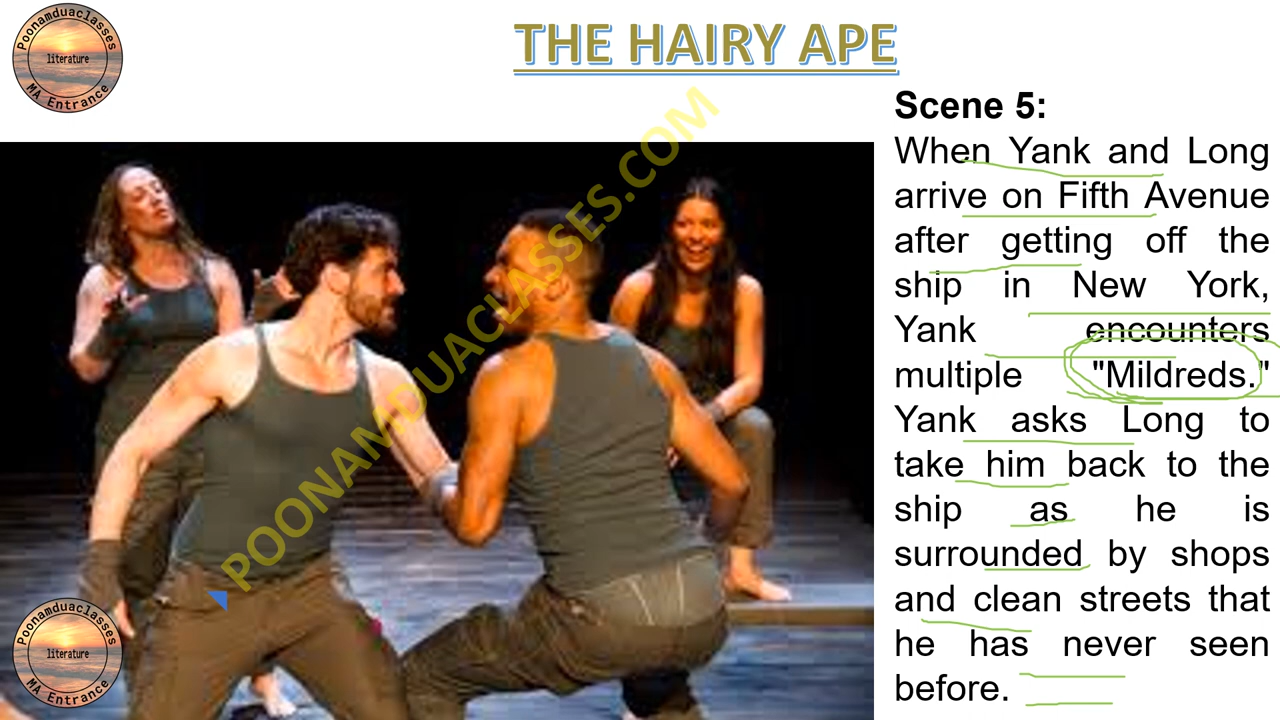 Poonamduaclasses
literature
MA Entrance
THE HAIRY APE
Scene 5:
When Yank and Long
arrive on Fifth Avenue
after getting off the
ship in New York,
Yank encounters
multiple "Mildreds."
Yank asks Long to
take him back to the
ship as he is
surrounded by shops
and clean streets that
he has never seen
before.
POONAMDUACLASSES.COM
Poonamduaclasses
literature
MA Entrance